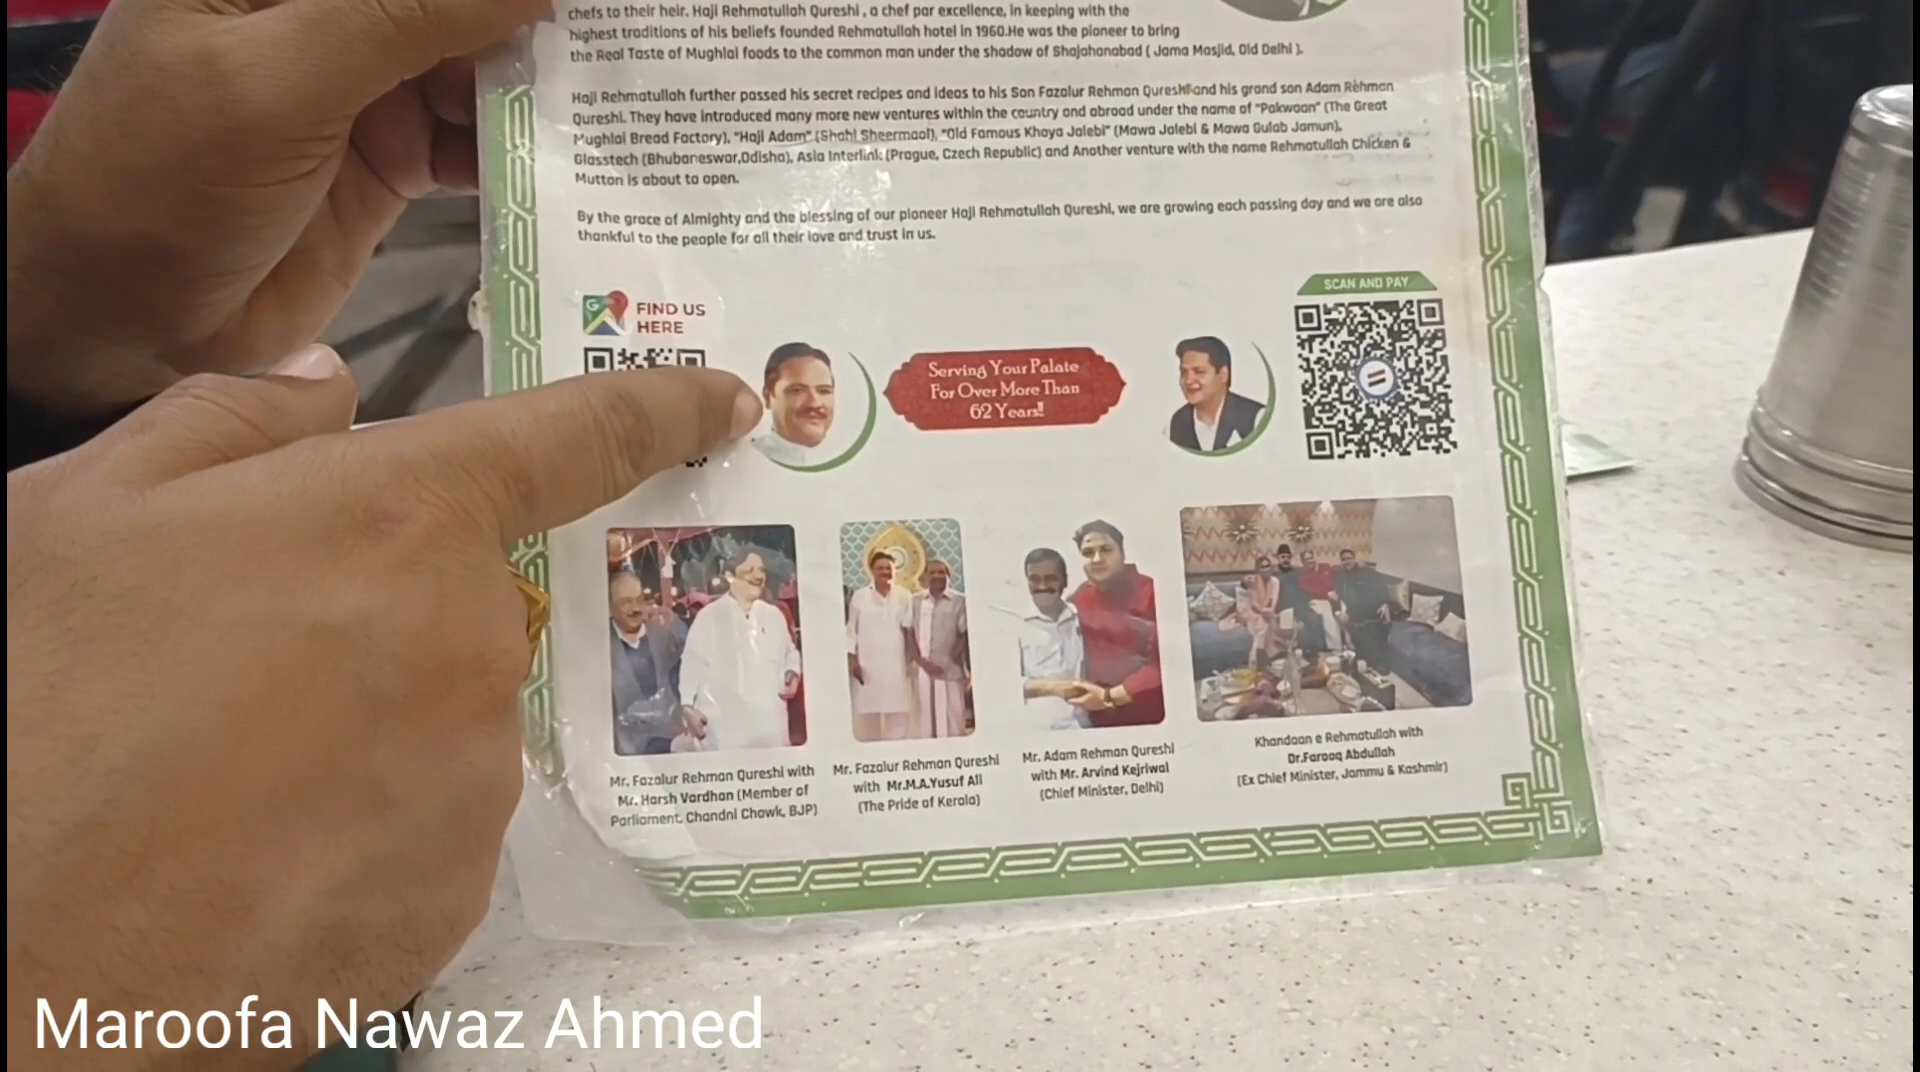 chefs to their heir. Haji Rehmatullah Qureshi , a chef par excellence, in keeping with the
highest traditions of his beliefs founded Rehmatullah hotel in 1960.He was the pioneer to bring
the Real Taste of Mughlai foods to the common man under the shadow of Shajahanabad ( Jama Masjid, Old Delhi ).
Haji Rehmatullah further passed his secret recipes and ideas to his Son Fazalur Rehman Qureshi and his grand son Adam Rehman
Qureshi. They have introduced many more new ventures within the country and abroad under the name of "Pakwaan" (The Great
Mughlai Bread Factory), "Haji Adam" (Shahi Sheermaal), "Old Famous Khoya Jalebi" (Mawa Jalebi & Mawa Gulab Jamun),
Glasstech (Bhubaneswar,Odisha), Asia Interlink (Prague, Czech Republic) and Another venture with the name Rehmatullah Chicken &
Mutton is about to open.
By the grace of Almighty and the blessing of our pioneer Haji Rehmatullah Qureshi, we are growing each passing day and we are also
thankful to the people for all their love and trust in us.
SCAN AND PAY
G
FIND US
HERE
Serving Your Palate
For Over More Than
62 Years!!
Mr. Fazalur Rehman Qureshi with
Mr. Harsh Vardhan (Member of
Parliament. Chandni Chowk, BJP)
Mr. Fazalur Rehman Qureshi
with Mr.M.A.Yusuf Ali
(The Pride of Kerala)
Mr. Adam Rehman Qureshi
with Mr. Arvind Kejriwal
(Chief Minister, Delhi)
Khandaan e Rehmatullah with
Dr.Farooq Abdullah
(Ex Chief Minister, Jammu & Kashmir)
Maroofa Nawaz Ahmed